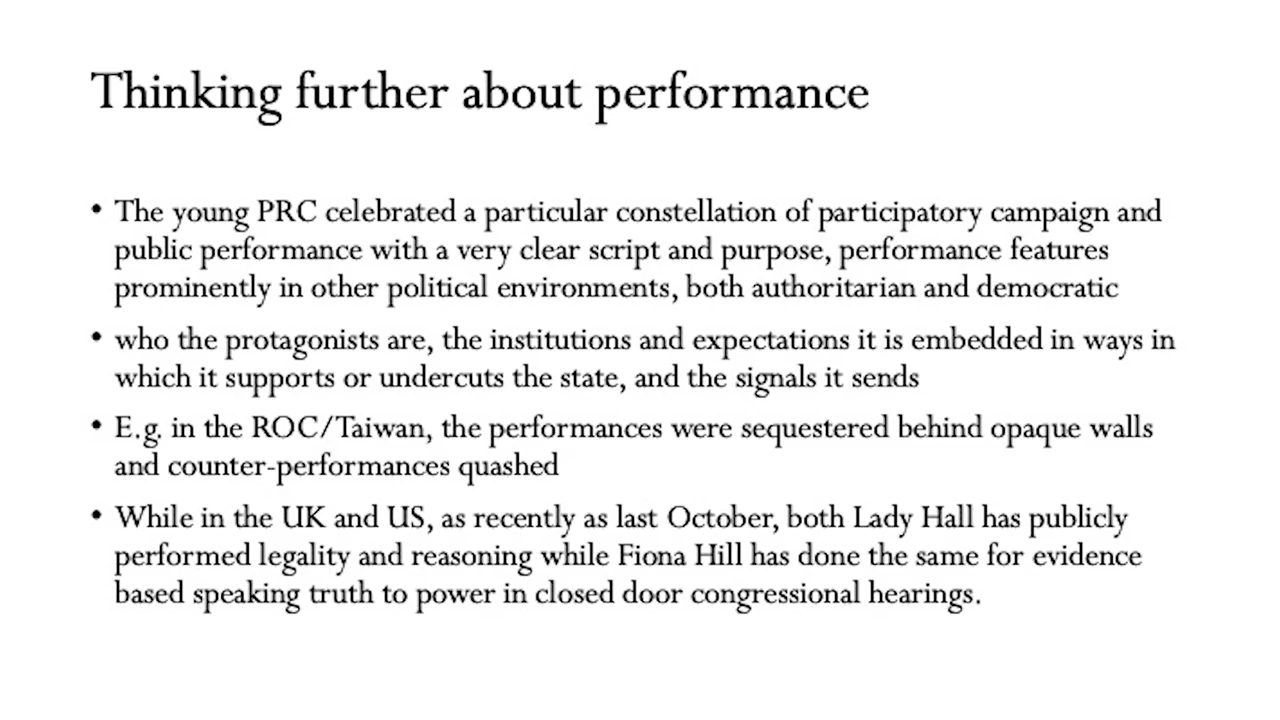 Thinking further about performance
• The young PRC celebrated a particular constellation of participatory campaign and
public performance with a very clear script and purpose, performance features
prominently in other political environments, both authoritarian and democratic
• who the protagonists are, the institutions and expectations it is embedded in ways in
which it supports or undercuts the state, and the signals it sends
• E.g. in the ROC/Taiwan, the performances were sequestered behind opaque walls
and counter-performances quashed
• While in the UK and US, as recently as last October, both Lady Hall has publicly
performed legality and reasoning while Fiona Hill has done the same for evidence
based speaking truth to power in closed door congressional hearings.